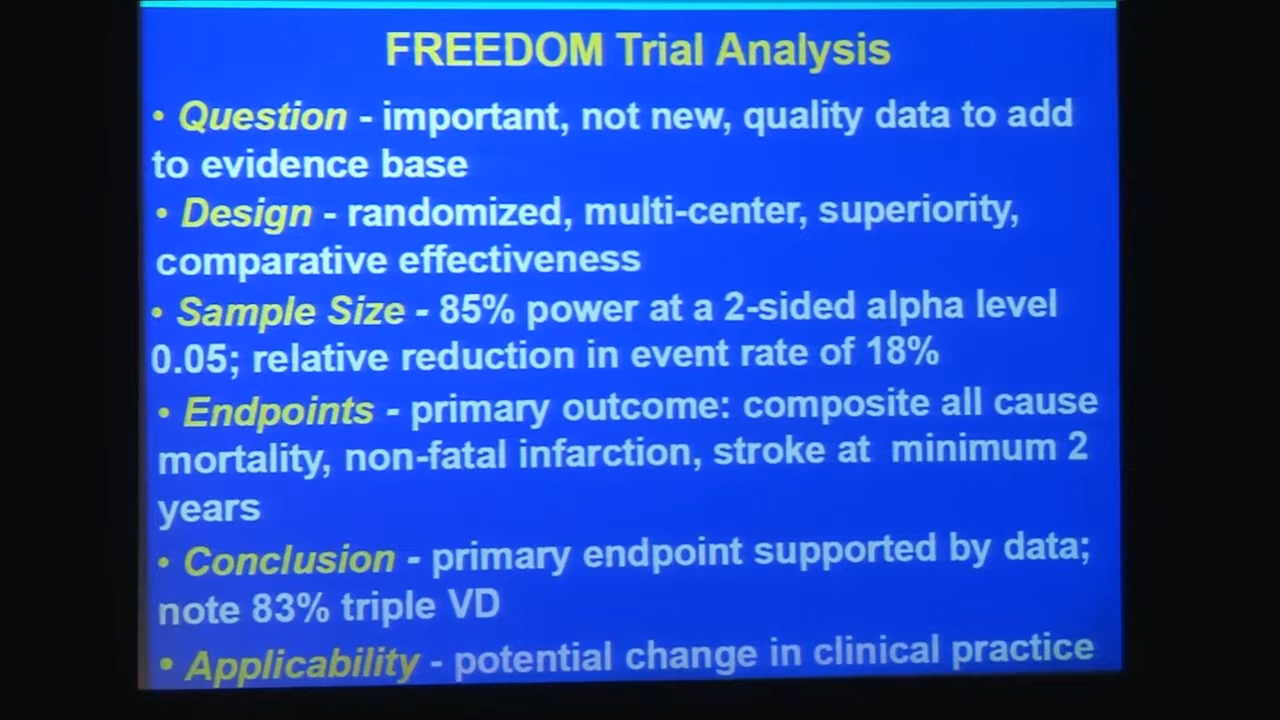 FREEDOM Trial Analysis
• Question - important, not new, quality data to add
to evidence base
• Design - randomized, multi-center, superiority,
comparative effectiveness
• Sample Size - 85% power at a 2-sided alpha level
0.05; relative reduction in event rate of 18%
• Endpoints - primary outcome: composite all cause
mortality, non-fatal infarction, stroke at minimum 2
years
• Conclusion - primary endpoint supported by data;
note 83% triple VD
• Applicability - potential change in clinical practice